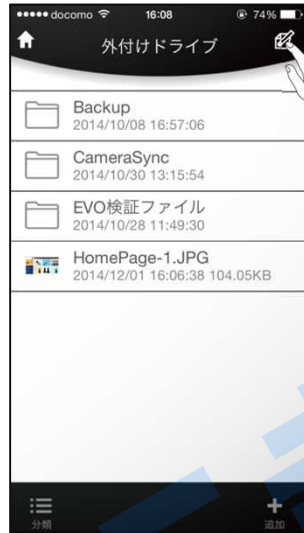 docomo 16:08 74%
外付けドライブ
Backup
2014/10/08 16:57:06
CameraSync
2014/10/30 13:15:54
EVO検証ファイル
2014/10/28 11:49:30
HomePage-1.JPG
2014/12/01 16:06:38 104.05KB
分類 追加